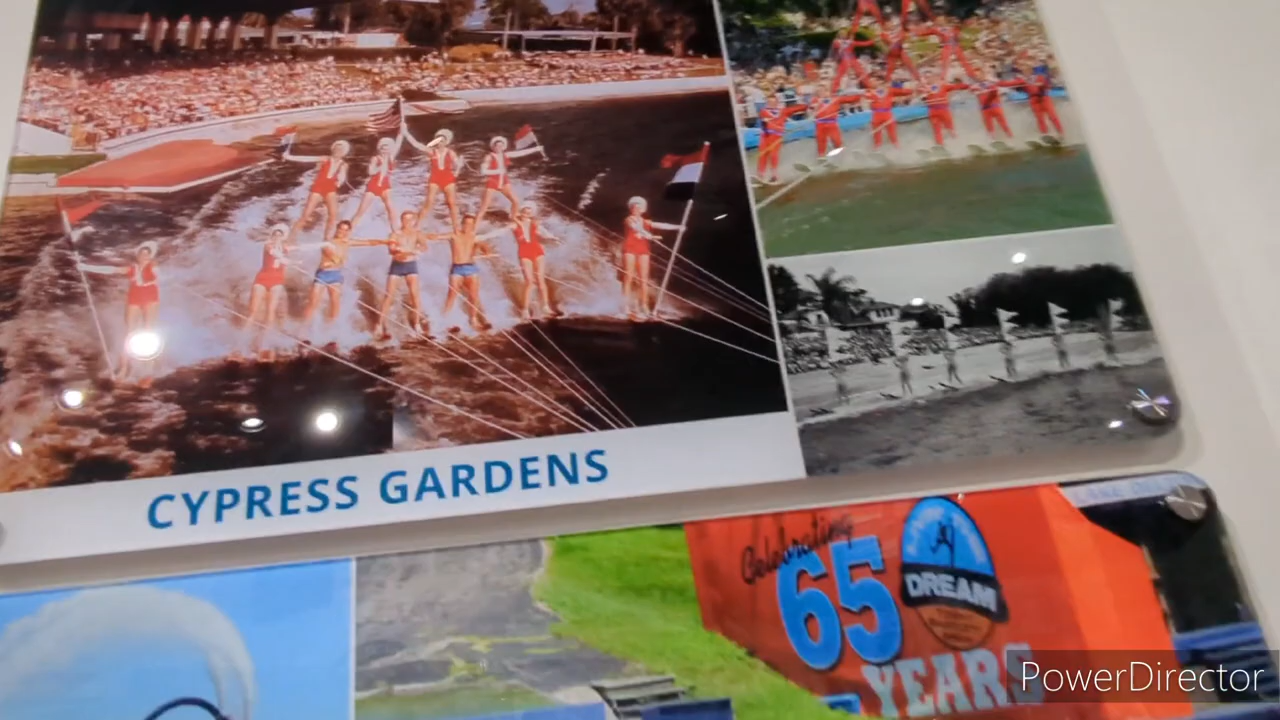 CYPRESS GARDENS
Celebrating
65
DREAM
YEARS
PowerDirector